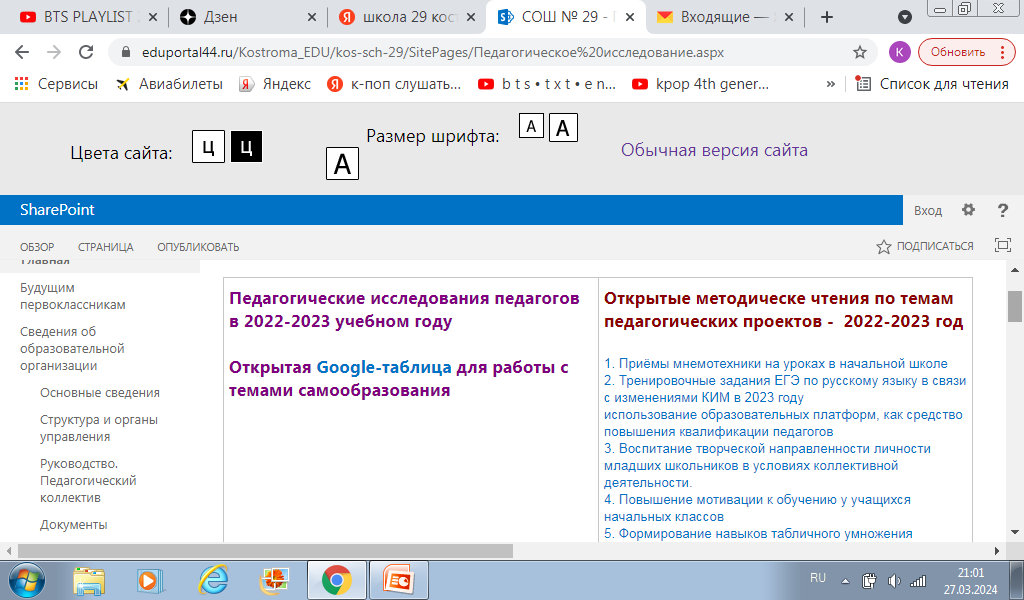 BTS PLAYLIST
Дзен
школа 29 кос
СОШ № 29 -
Входящие —
eduportal44.ru/Kostroma_EDU/kos-sch-29/SitePages/Педагогическое%20исследование.aspx
K
Обновить
Сервисы
Авиабилеты
Яндекс
к-поп слушать...
b t s • t x t • e n...
kpop 4th gener...
»
Список для чтения
Цвета сайта:
Ц
Ц
A
Размер шрифта:
A
A
Обычная версия сайта
SharePoint
Вход
?
ОБЗОР
СТРАНИЦА
ОПУБЛИКОВАТЬ
ПОДПИСАТЬСЯ
Главная
Будущим
первоклассникам
Сведения об
образовательной
организации
Основные сведения
Структура и органы
управления
Руководство.
Педагогический
коллектив
Документы
Педагогические исследования педагогов
в 2022-2023 учебном году
Открытая Google-таблица для работы с
темами самообразования
Открытые методическе чтения по темам
педагогических проектов - 2022-2023 год
1. Приёмы мнемотехники на уроках в начальной школе
2. Тренировочные задания ЕГЭ по русскому языку в связи
с изменениями КИМ в 2023 году
использование образовательных платформ, как средство
повышения квалификации педагогов
3. Воспитание творческой направленности личности
младших школьников в условиях коллективной
деятельности.
4. Повышение мотивации к обучению у учащихся
начальных классов
5. Формирование навыков табличного умножения
RU
21:01
27.03.2024